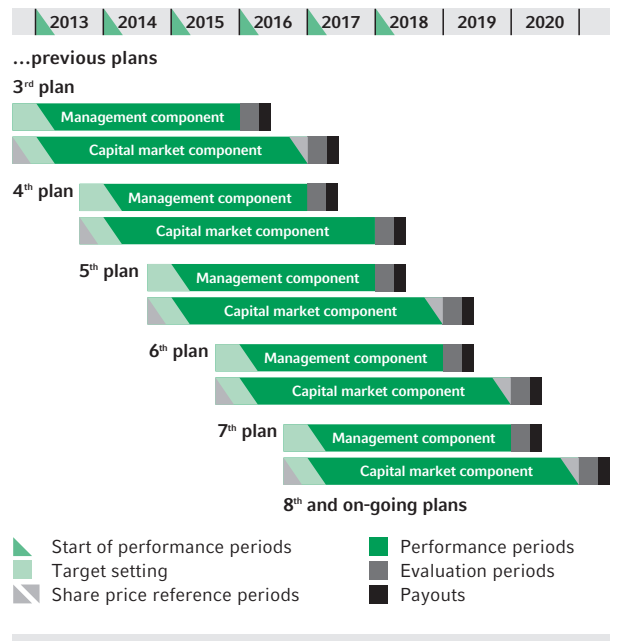 2013 2014 2015 2016 2017 2018 2019 2020
...previous plans
3rd plan
Management component
Capital market component
4th plan
Management component
Capital market component
5th plan
Management component
Capital market component
6th plan
Management component
Capital market component
7th plan
Management component
Capital market component
8th and on-going plans
Start of performance periods
Target setting
Share price reference periods
Performance periods
Evaluation periods
Payouts